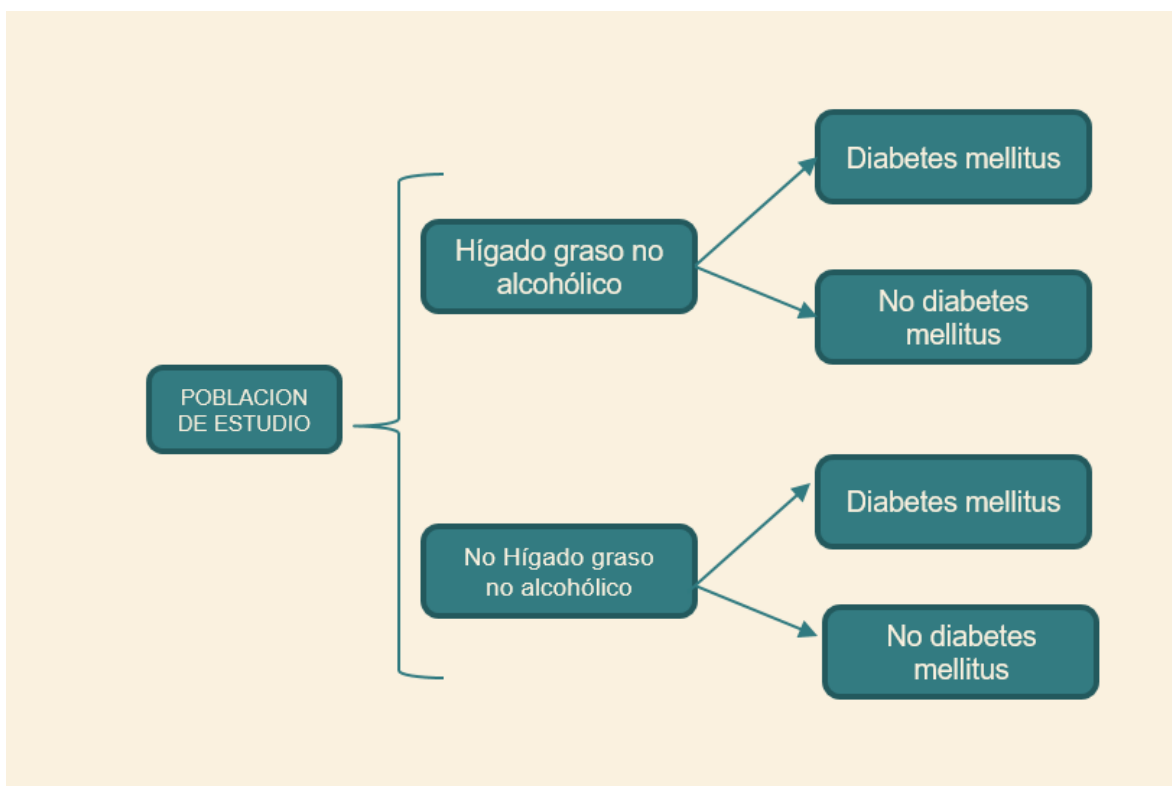 POBLACION
DE ESTUDIO
Hígado graso no
alcohólico
Diabetes mellitus
No diabetes
mellitus
No Hígado graso
no alcohólico
Diabetes mellitus
No diabetes
mellitus